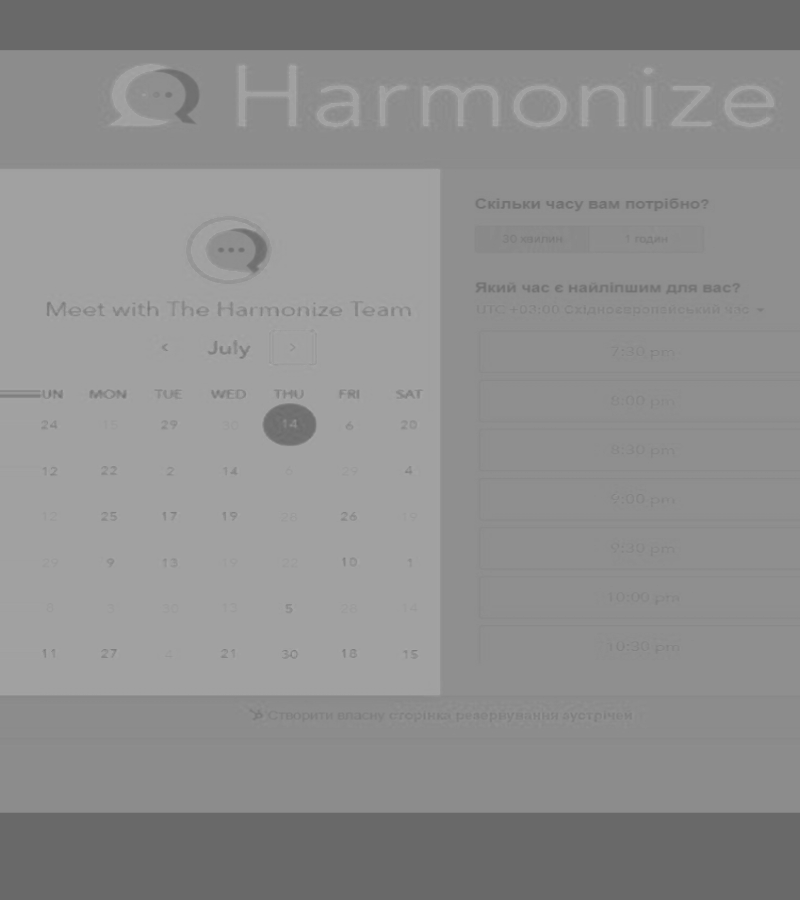 Harmonize
Meet with The Harmonize Team
July
UN MON TUE WED THU FRI SAT
24 15 29 30 14 6 20
12 22 2 14 6 29 4
12 25 17 19 26 26 19
29 9 13 19 22 10 1
6 3 30 13 5 28 14
11 27 4 21 30 18 15
Скільки часу вам потрібно?
30 хвилин 1 годин
Який час є найліпшим для вас?
UTC +03:00 Східноєвропейський час
7:30 pm
8:00 pm
8:30 pm
9:00 pm
9:30 pm
10:00 pm
10:30 pm
Створити власну сторінка резервування зустрічей